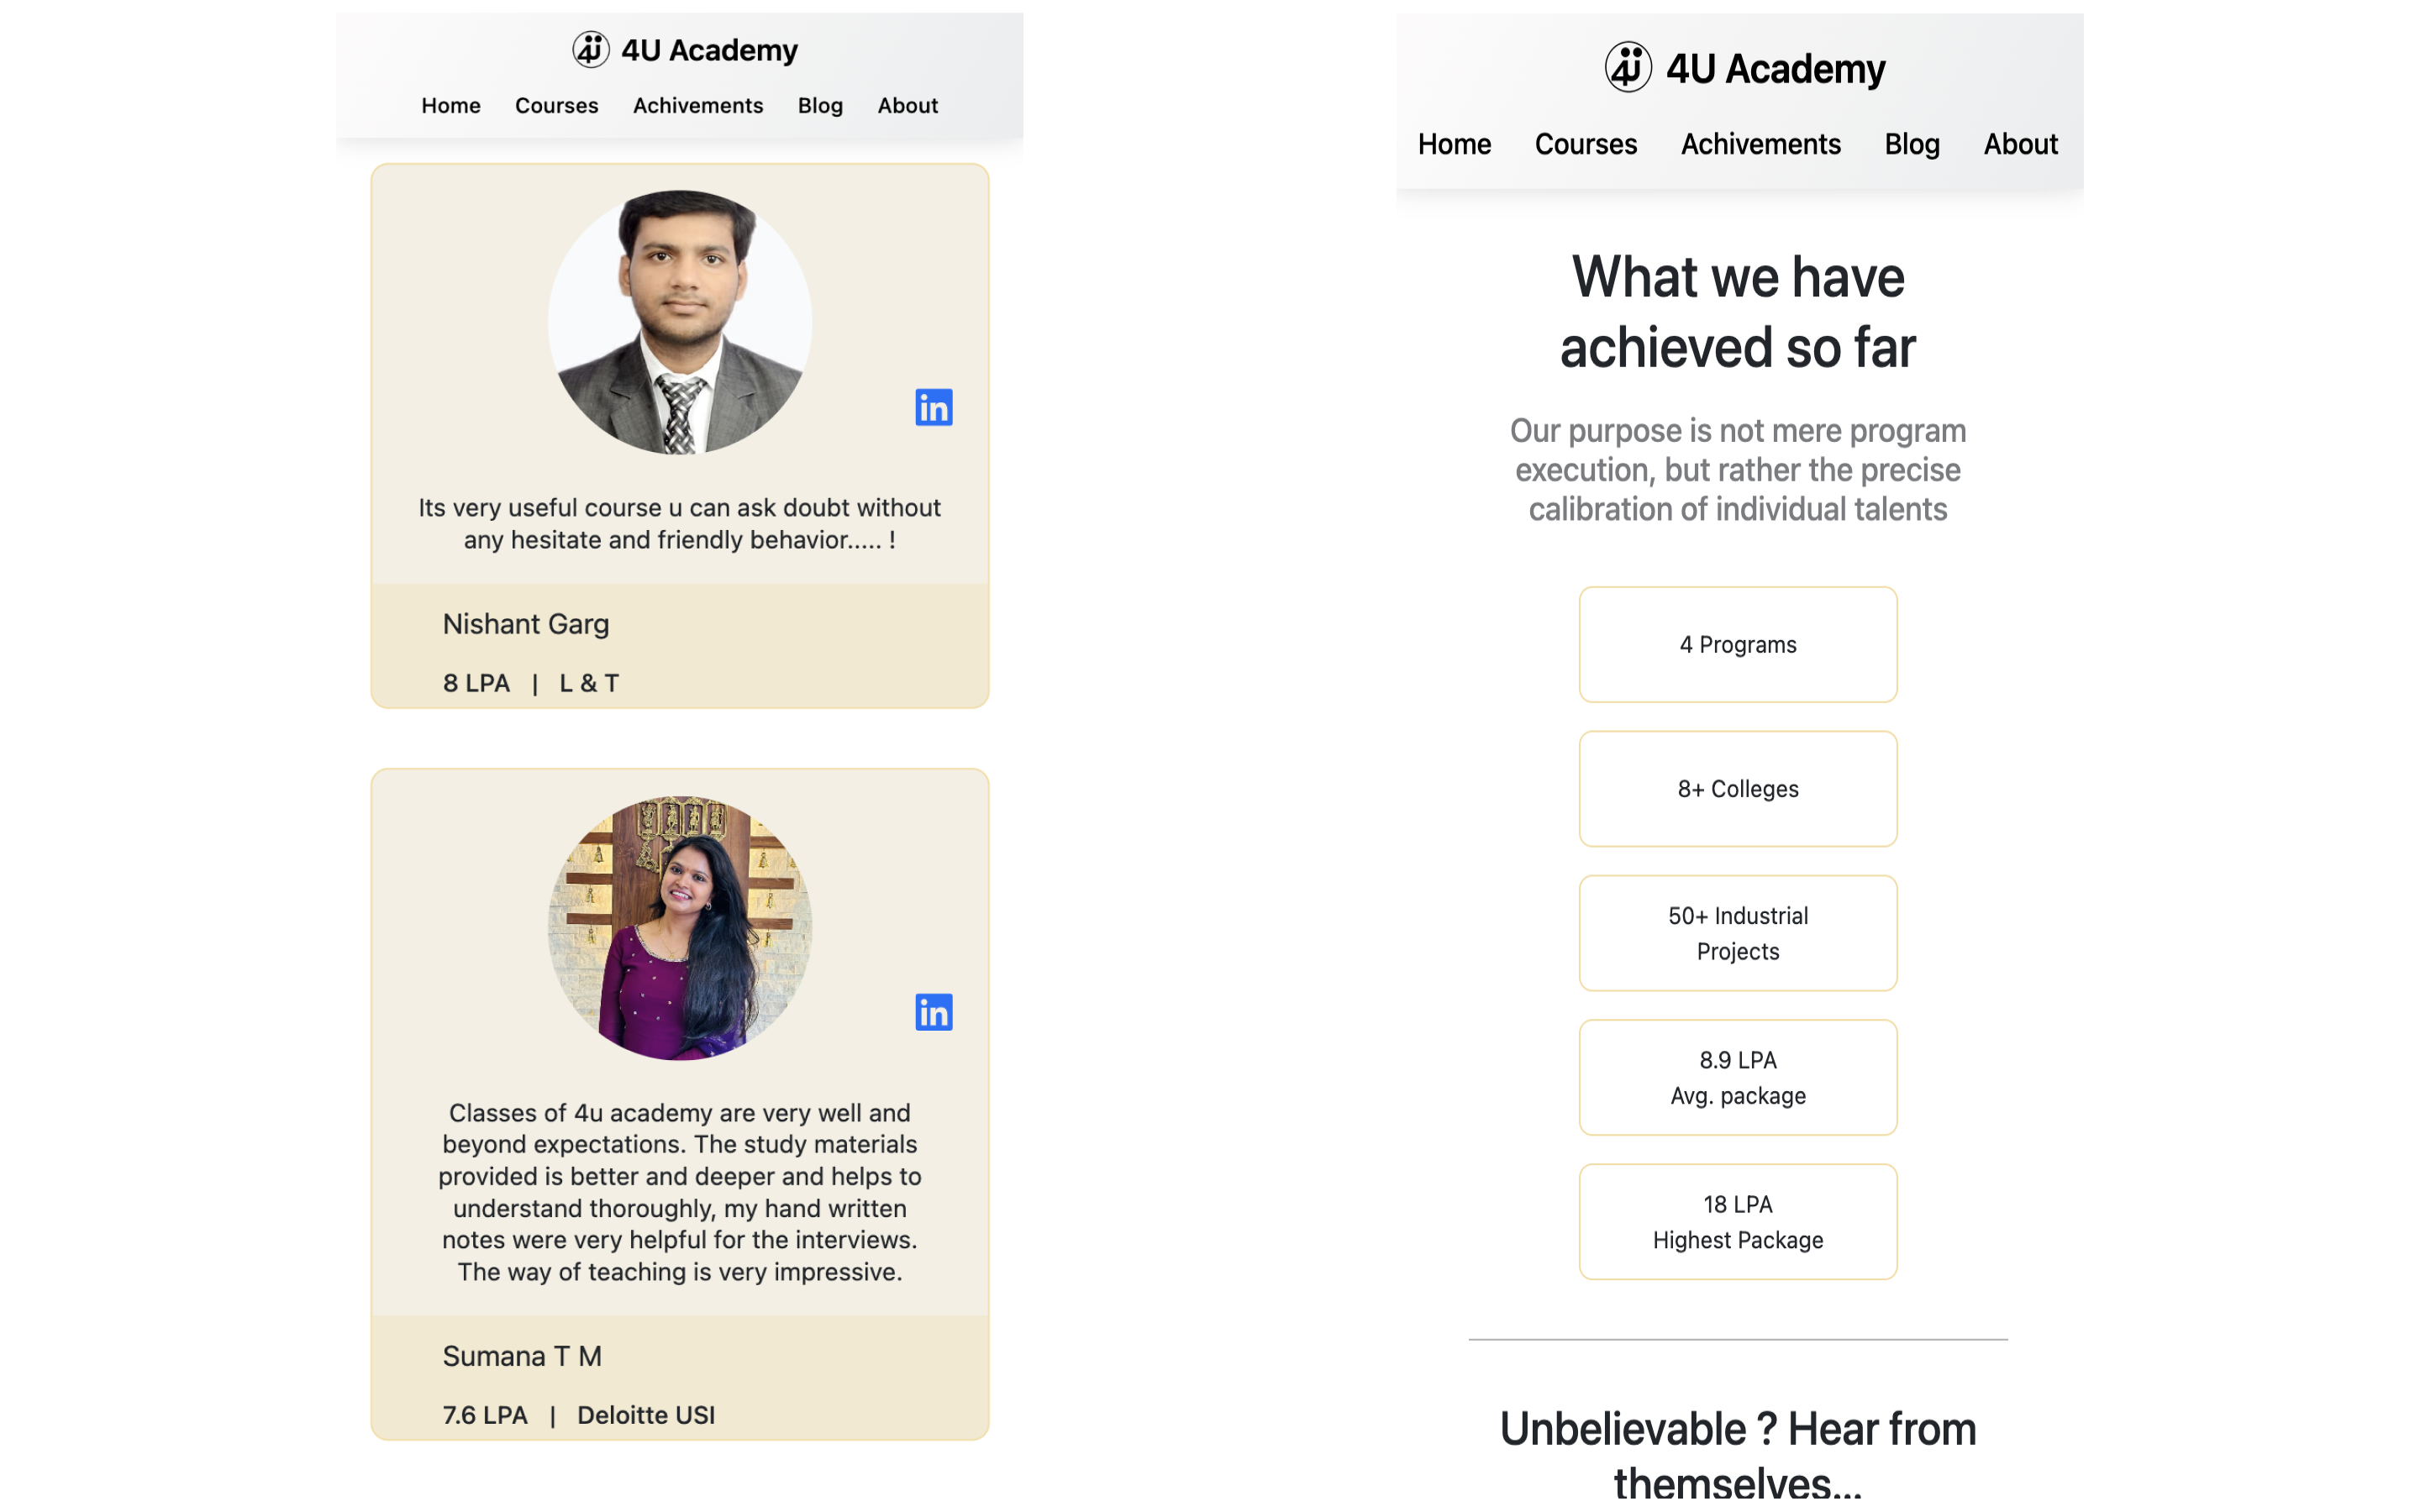 4U Academy
Home Courses Achivements Blog About
Its very useful course u can ask doubt without
any hesitate and friendly behavior..... !
Nishant Garg
8 LPA | L & T
Classes of 4u academy are very well and
beyond expectations. The study materials
provided is better and deeper and helps to
understand thoroughly, my hand written
notes were very helpful for the interviews.
The way of teaching is very impressive.
Sumana T M
7.6 LPA | Deloitte USI
4U Academy
Home Courses Achivements Blog About
What we have
achieved so far
Our purpose is not mere program
execution, but rather the precise
calibration of individual talents
4 Programs
8+ Colleges
50+ Industrial
Projects
8.9 LPA
Avg. package
18 LPA
Highest Package
Unbelievable ? Hear from
themselves...